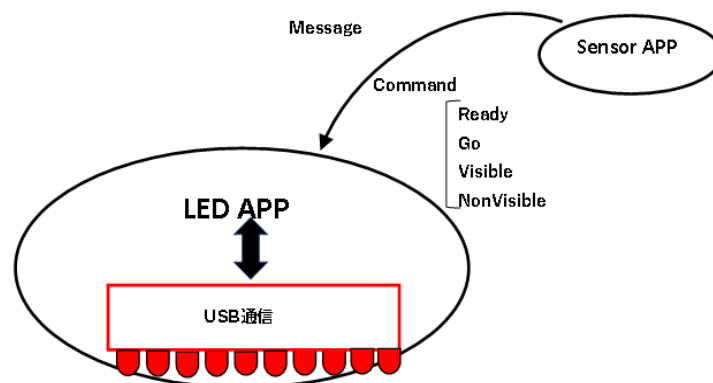 Message
Sensor APP
Command
Ready
Go
Visible
NonVisible
LED APP
USB通信